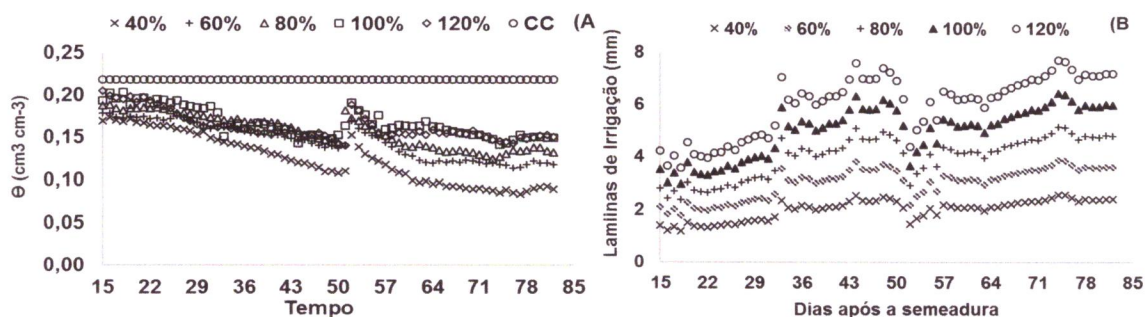 40% 60% 80% 100% 120% CC (A
0,25
0,20
0,15
0,10
0,05
0,00
Θ (cm3 cm-3)
15 22 29 36 43 50 57 64 71 78 85
Tempo
40% 60% 80% 100% 120% (B
8
6
4
2
0
Lamlinas de Irrigação (mm)
15 22 29 36 43 50 57 64 71 78 85
Dias após a semeadura